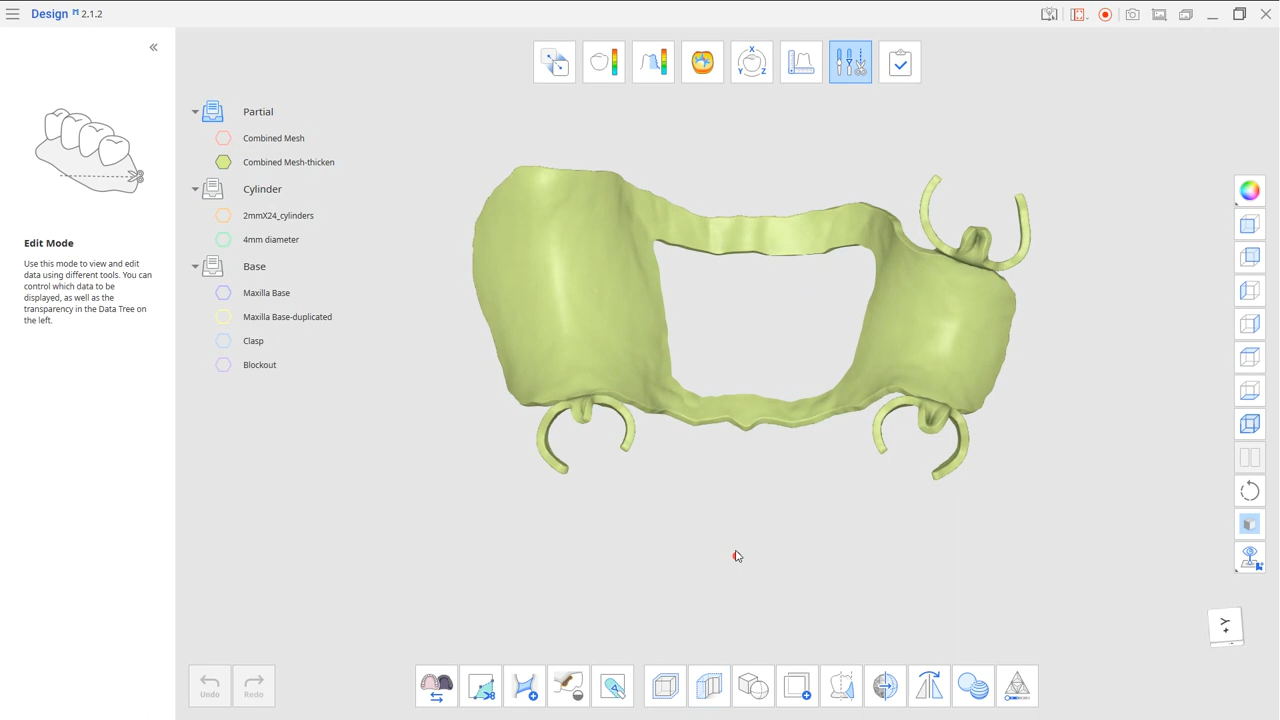 Design 2.1.2
Edit Mode
Use this mode to view and edit
data using different tools. You
can control which data to be
displayed, as well as the
transparency in the Data Tree on
the left.
Partial
Combined Mesh
Combined Mesh-thicken
Cylinder
2mmX24_cylinders
4mm diameter
Base
Maxilla Base
Maxilla Base-duplicated
Clasp
Blockout
X
Y Z
Y+
Undo
Redo